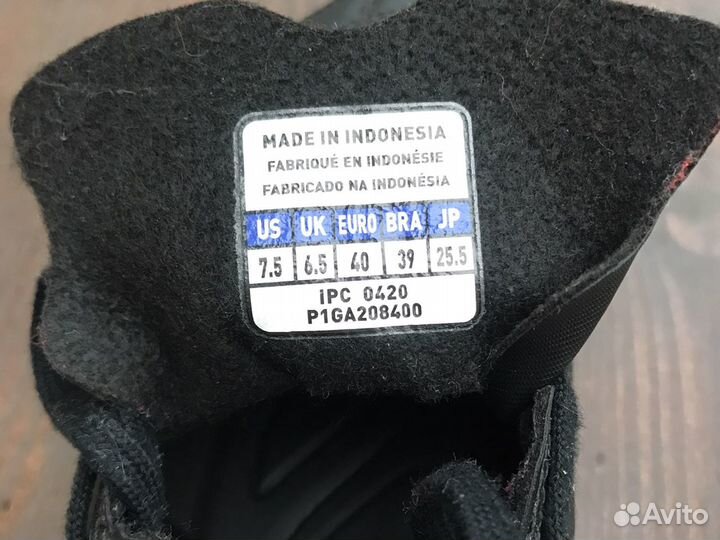 MADE IN INDONESIA
FABRIQUÉ EN INDONÉSIE
FABRICADO NA INDONÉSIA
US UK EURO BRA JP
7.5 6.5 40 39 25.5
IPC 0420
P1GA208400
Avito